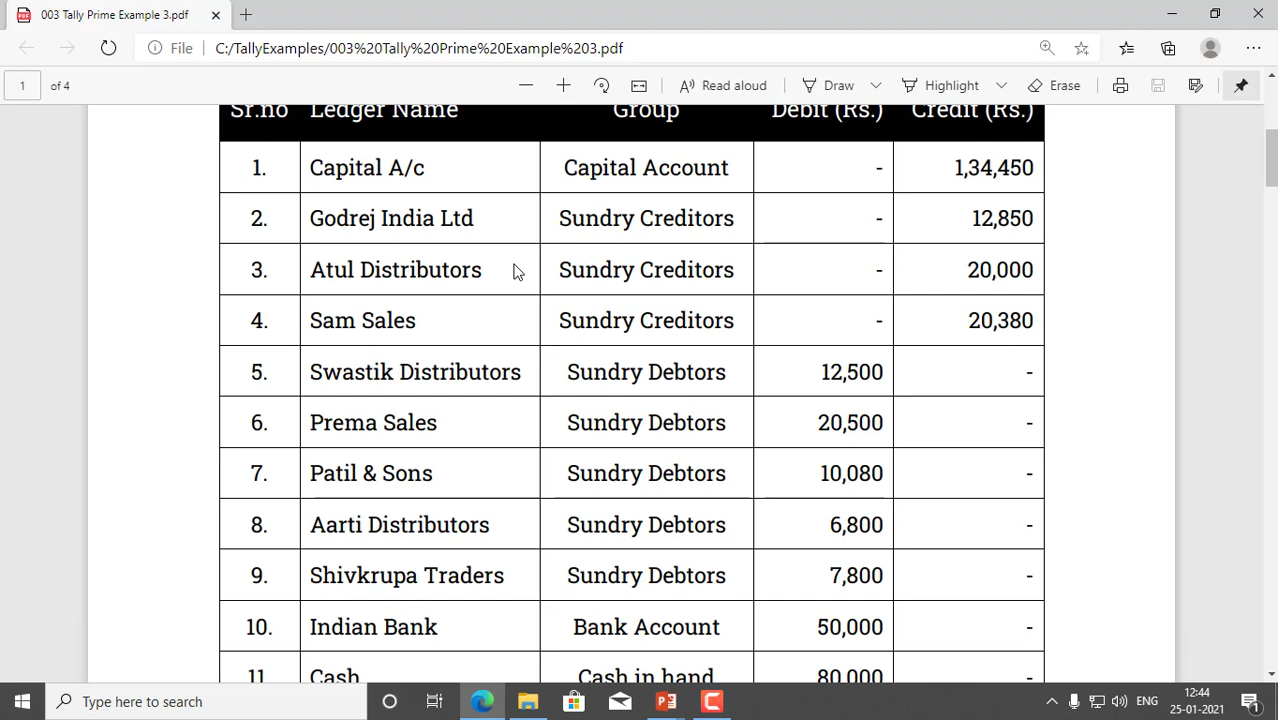 003 Tally Prime Example 3.pdf
File C:/TallyExamples/003%20Tally%20Prime%20Example%203.pdf
1 of 4 Read aloud Draw Highlight Erase
Sr.no Ledger Name Group Debit (Rs.) Credit (Rs.)
1. Capital A/c Capital Account - 1,34,450
2. Godrej India Ltd Sundry Creditors - 12,850
3. Atul Distributors Sundry Creditors - 20,000
4. Sam Sales Sundry Creditors - 20,380
5. Swastik Distributors Sundry Debtors 12,500 -
6. Prema Sales Sundry Debtors 20,500 -
7. Patil & Sons Sundry Debtors 10,080 -
8. Aarti Distributors Sundry Debtors 6,800 -
9. Shivkrupa Traders Sundry Debtors 7,800 -
10. Indian Bank Bank Account 50,000 -
11. Cash Cash in hand 80,000 -
Type here to search ENG 12:44
25-01-2021